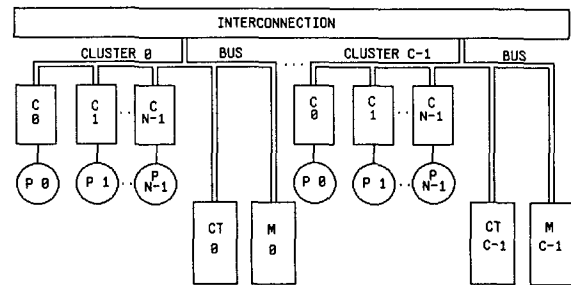 INTERCONNECTION
CLUSTER 0 BUS ... CLUSTER C-1 BUS
C 0
C 1
...
C N-1
C 0
C 1
...
C N-1
P 0
P 1
...
P N-1
P 0
P 1
...
P N-1
CT 0
M 0
CT C-1
M C-1